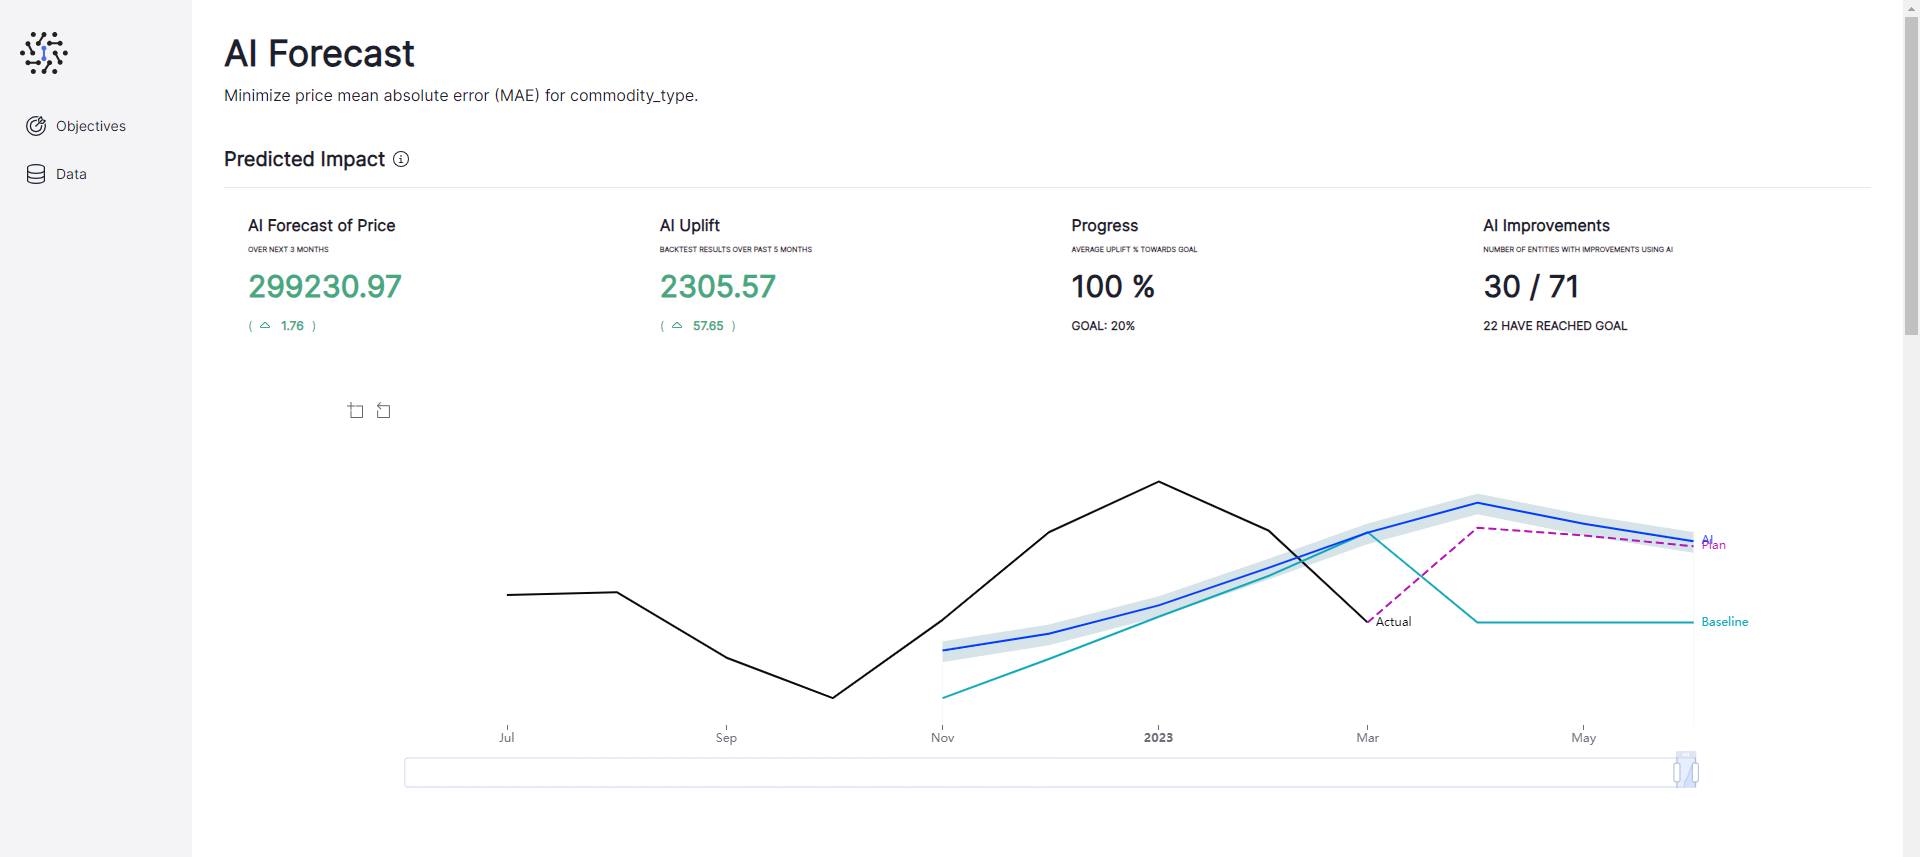 AI Forecast
Minimize price mean absolute error (MAE) for commodity_type.
Objectives
Data
Predicted Impact
AI Forecast of Price
OVER NEXT 3 MONTHS
299230.97
( 1.76 )
AI Uplift
BACKTEST RESULTS OVER PAST 5 MONTHS
2305.57
( 57.65 )
Progress
AVERAGE UPLIFT % TOWARDS GOAL
100 %
GOAL: 20%
AI Improvements
NUMBER OF ENTITIES WITH IMPROVEMENTS USING AI
30 / 71
22 HAVE REACHED GOAL
AI
Plan
Actual
Baseline
Jul
Sep
Nov
2023
Mar
May